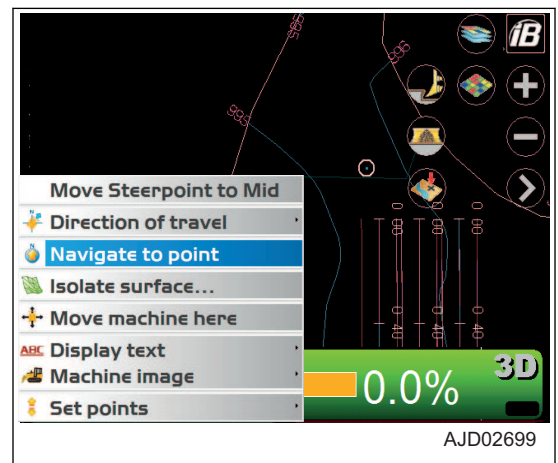 iB
Move Steerpoint to Mid
Direction of travel
Navigate to point
Isolate surface...
Move machine here
ABC Display text
Machine image
Set points
0.0%
3D
AJD02699